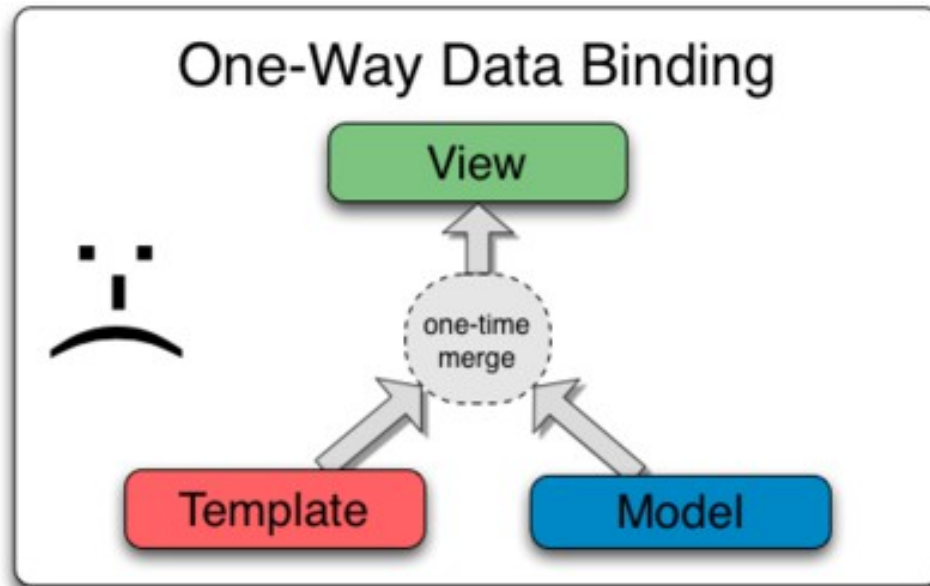 One-Way Data Binding
View
one-time
merge
Template
Model